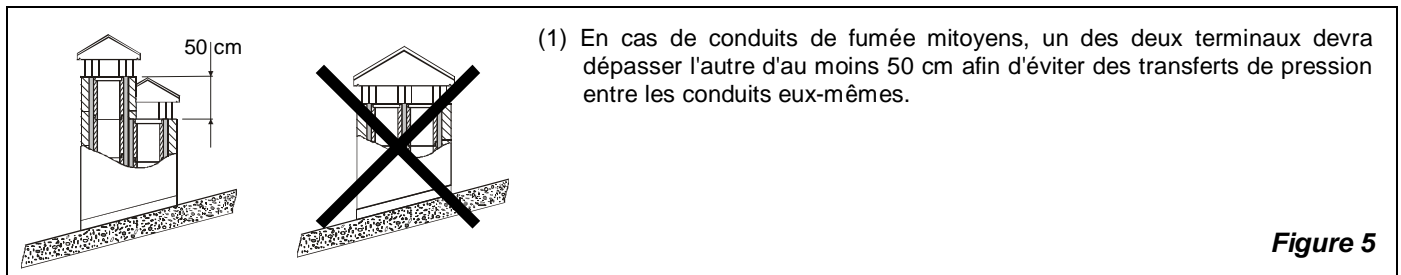 50 cm
(1) En cas de conduits de fumée mitoyens, un des deux terminaux devra
dépasser l'autre d'au moins 50 cm afin d'éviter des transferts de pression
entre les conduits eux-mêmes.
Figure 5